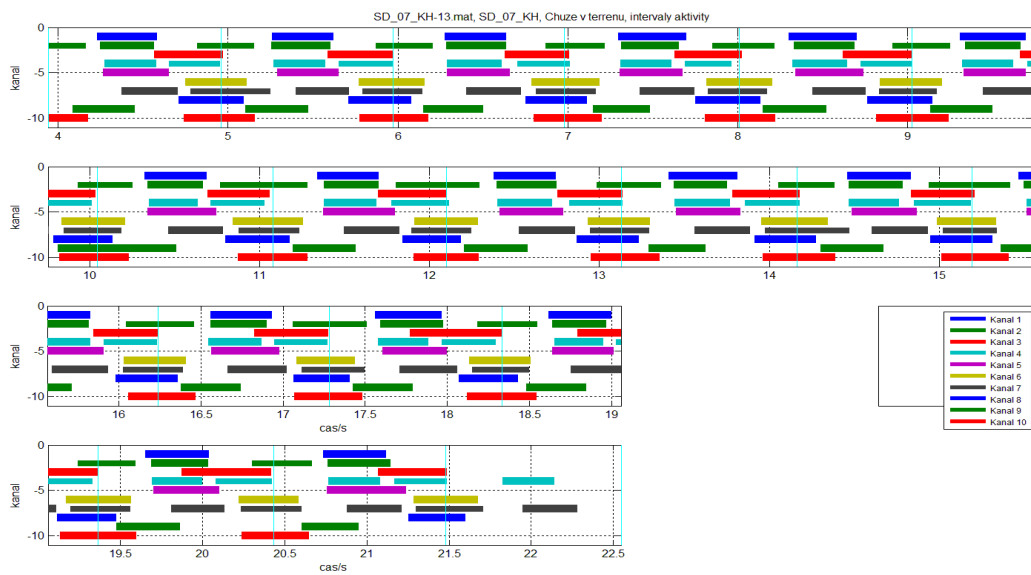 SD_07_KH-13.mat, SD_07_KH, Chuze v terrenu, intervaly aktivity
0
-5
-10
kanal
4 5 6 7 8 9
0
-5
-10
kanal
10 11 12 13 14 15
0
-5
-10
kanal
16 16.5 17 17.5 18 18.5 19
cas/s
Kanal 1
Kanal 2
Kanal 3
Kanal 4
Kanal 5
Kanal 6
Kanal 7
Kanal 8
Kanal 9
Kanal 10
0
-5
-10
kanal
19.5 20 20.5 21 21.5 22 22.5
cas/s